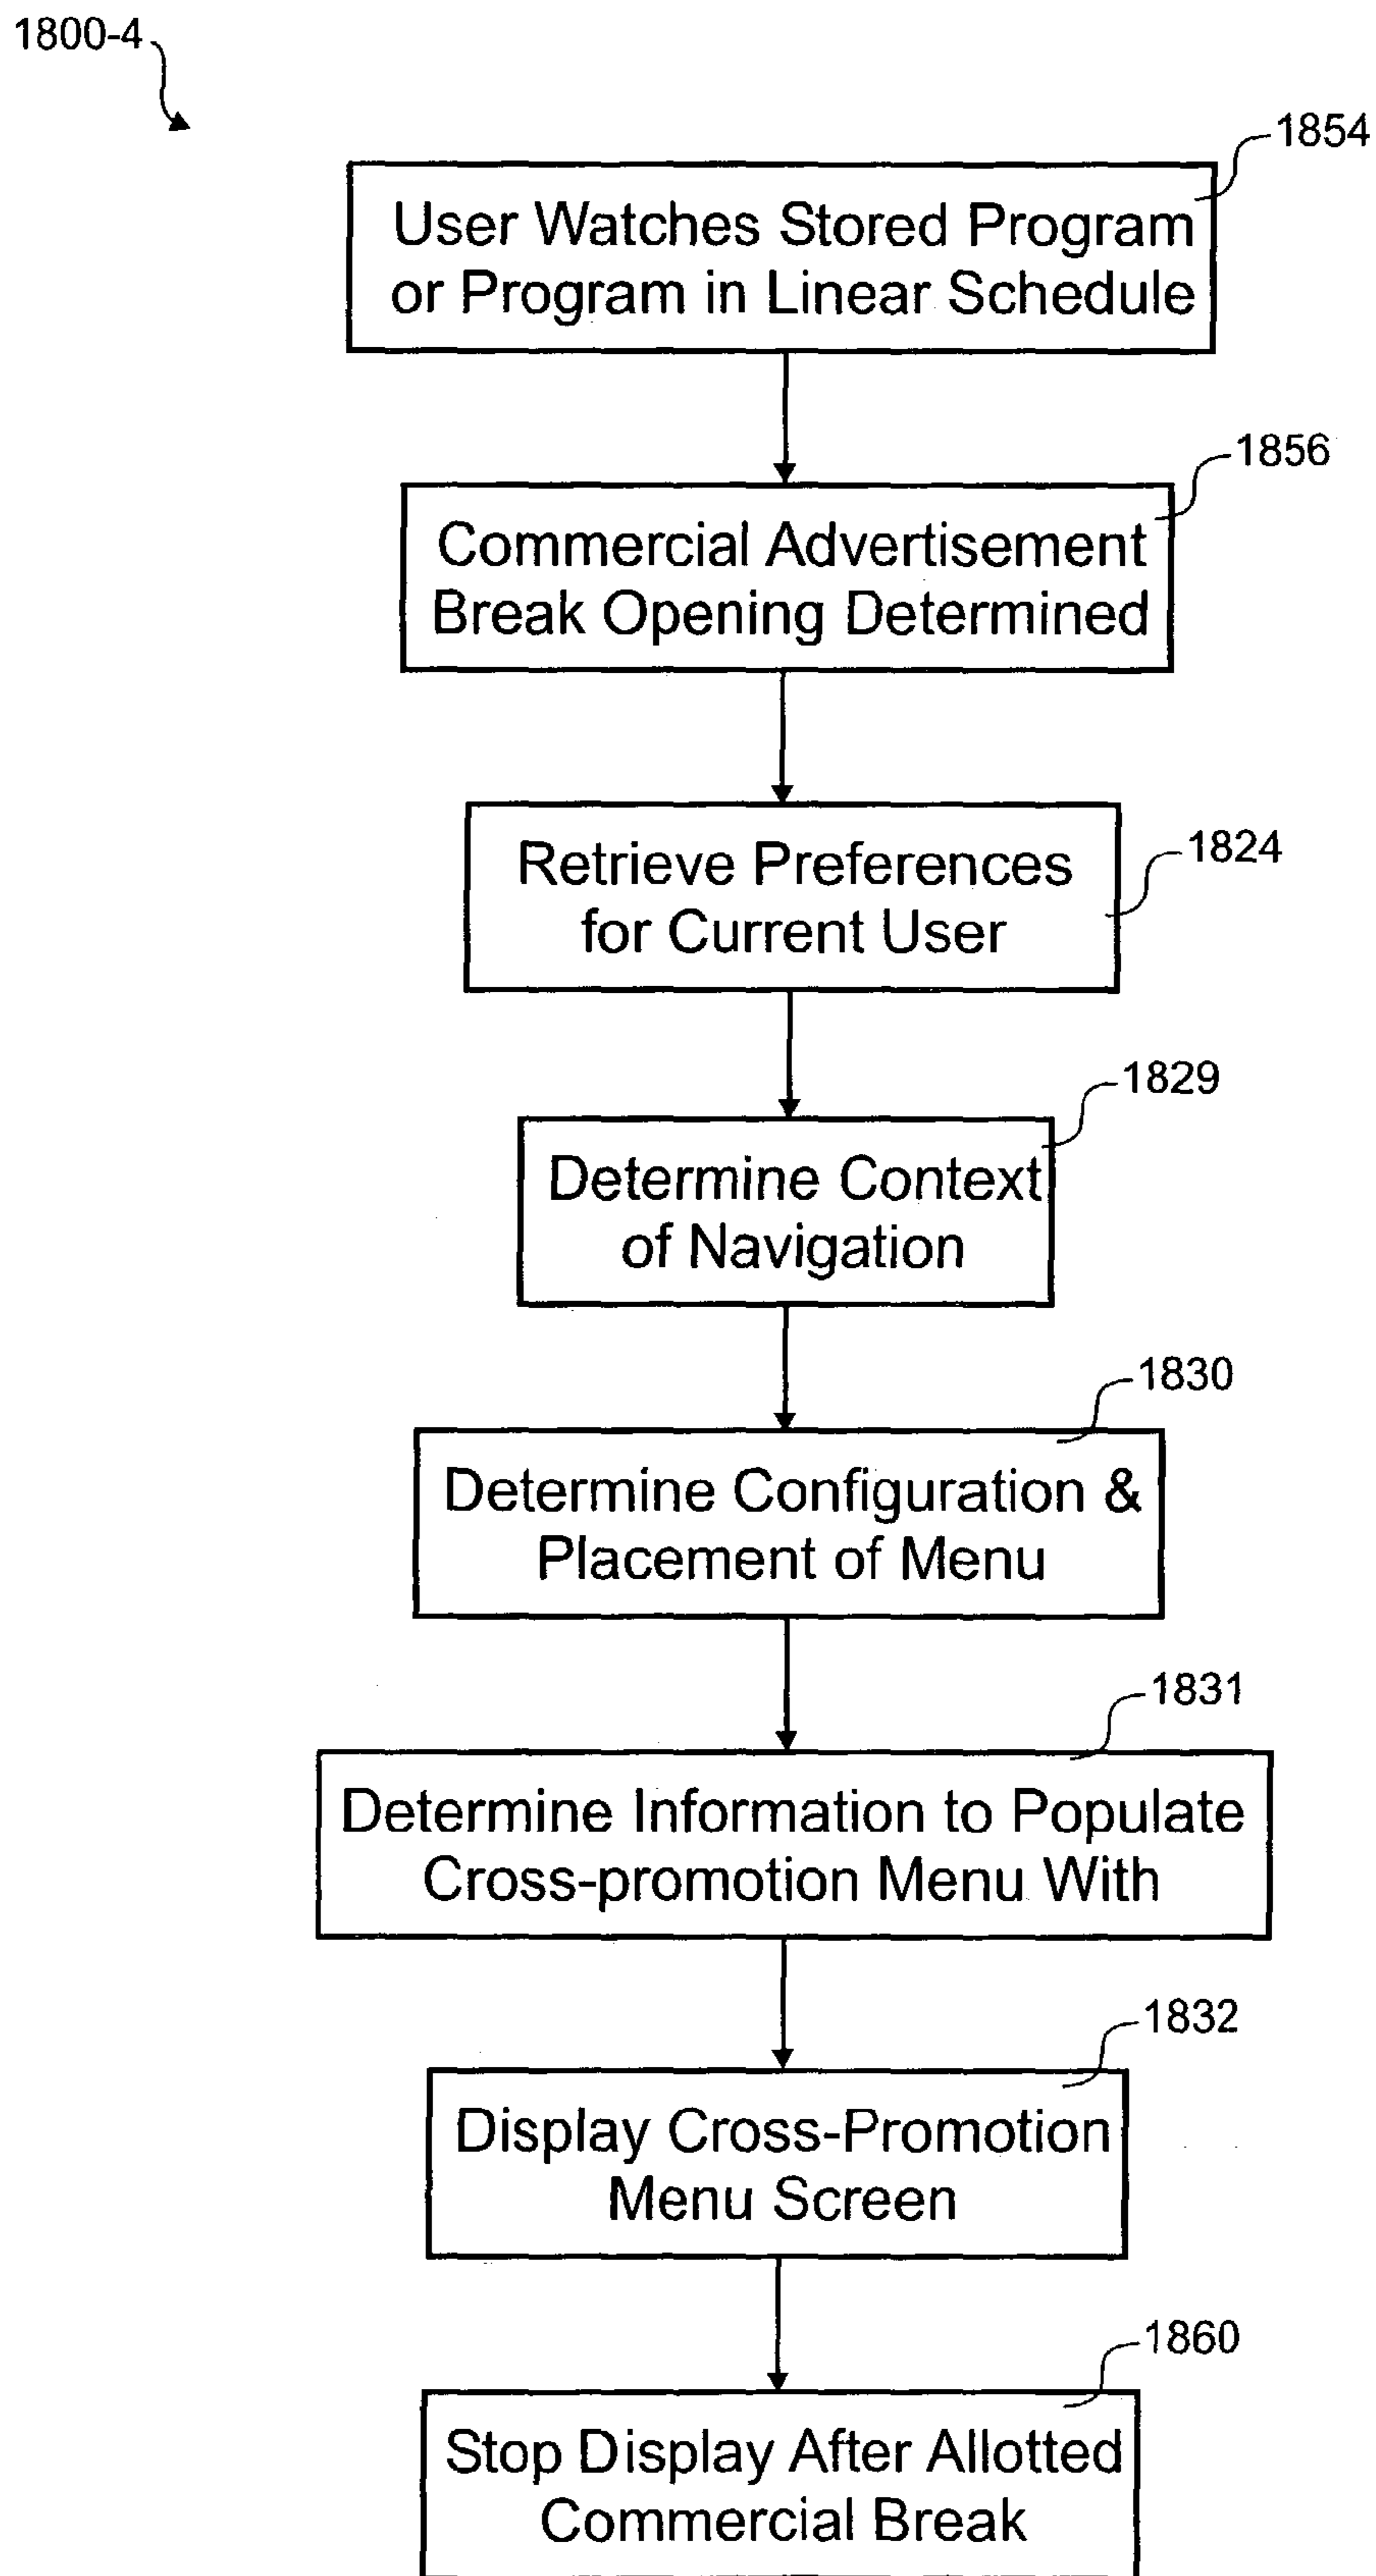 1800-4
1854
User Watches Stored Program
or Program in Linear Schedule
1856
Commercial Advertisement
Break Opening Determined
1824
Retrieve Preferences
for Current User
1829
Determine Context
of Navigation
1830
Determine Configuration &
Placement of Menu
1831
Determine Information to Populate
Cross-promotion Menu With
1832
Display Cross-Promotion
Menu Screen
1860
Stop Display After Allotted
Commercial Break